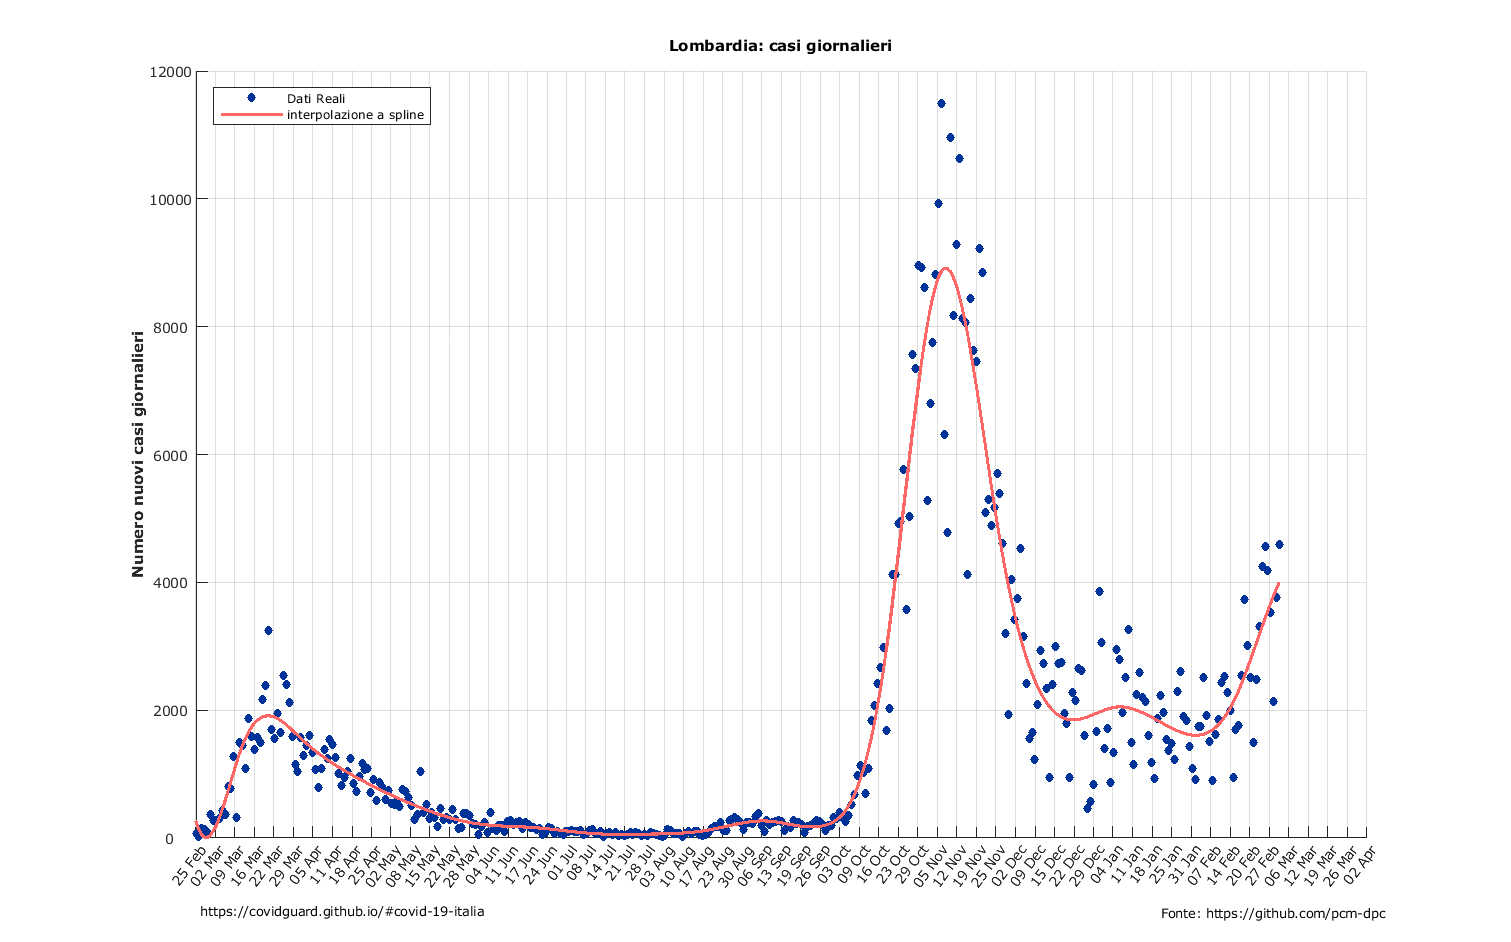 Lombardia: casi giornalieri
12000
10000
8000
6000
4000
2000
0
Numero nuovi casi giornalieri
Dati Reali
interpolazione a spline
25 Feb
02 Mar
09 Mar
16 Mar
22 Mar
29 Mar
05 Apr
11 Apr
18 Apr
25 Apr
02 May
08 May
15 May
22 May
28 May
04 Jun
11 Jun
17 Jun
24 Jun
01 Jul
08 Jul
14 Jul
21 Jul
28 Jul
03 Aug
10 Aug
17 Aug
23 Aug
30 Aug
06 Sep
13 Sep
19 Sep
26 Sep
03 Oct
09 Oct
16 Oct
23 Oct
29 Oct
05 Nov
12 Nov
19 Nov
25 Nov
02 Dec
09 Dec
15 Dec
22 Dec
29 Dec
04 Jan
11 Jan
18 Jan
25 Jan
31 Jan
07 Feb
14 Feb
20 Feb
27 Feb
06 Mar
12 Mar
19 Mar
26 Mar
02 Apr
https://covidguard.github.io/#covid-19-italia
Fonte: https://github.com/pcm-dpc